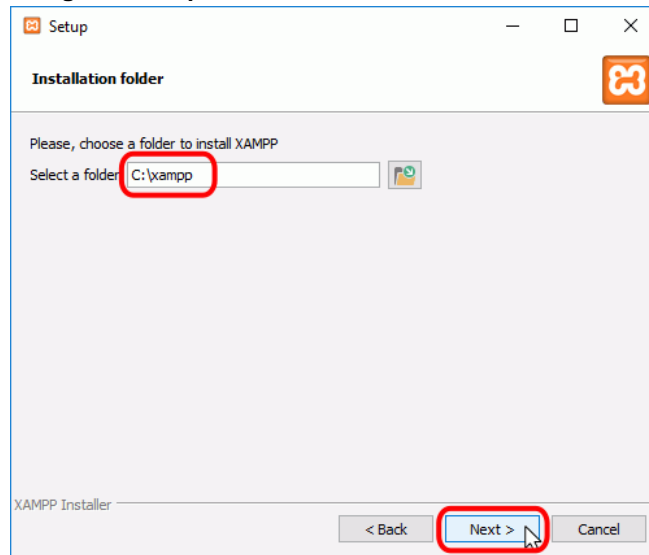 Setup
Installation folder
Please, choose a folder to install XAMPP
Select a folder C:\xampp
XAMPP Installer
< Back Next > Cancel